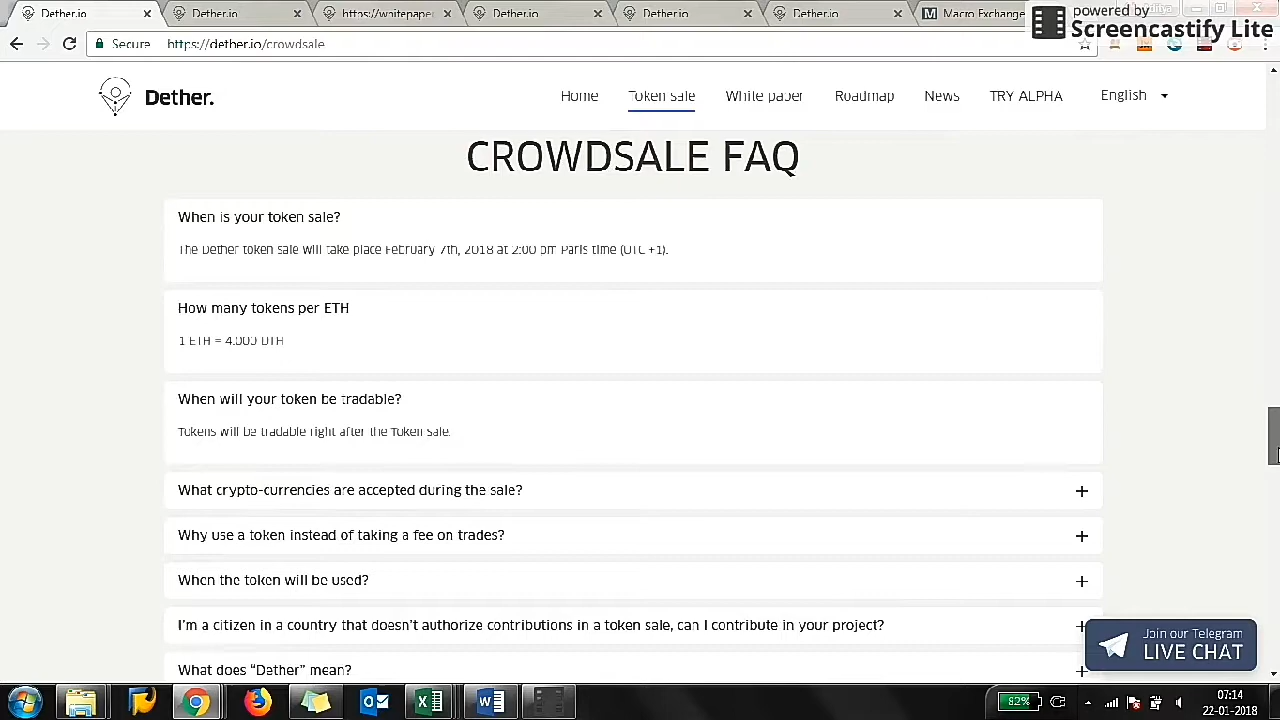 Dether.io
Dether.io
https://whitepaper
Dether.io
Dether.io
Dether.io
Macro Exchange
powered by
Screencastify Lite
Secure
https://dether.io/crowdsale
Dether.
Home
Token sale
White paper
Roadmap
News
TRY ALPHA
English
CROWDSALE FAQ
When is your token sale?
The Dether token sale will take place February 7th, 2018 at 2:00 pm Paris time (UTC +1).
How many tokens per ETH
1 ETH = 4.000 DTH
When will your token be tradable?
Tokens will be tradable right after the Token sale.
What crypto-currencies are accepted during the sale?
Why use a token instead of taking a fee on trades?
When the token will be used?
I'm a citizen in a country that doesn't authorize contributions in a token sale, can I contribute in your project?
What does “Dether” mean?
Join our Telegram
LIVE CHAT
82%
07:14
22-01-2018